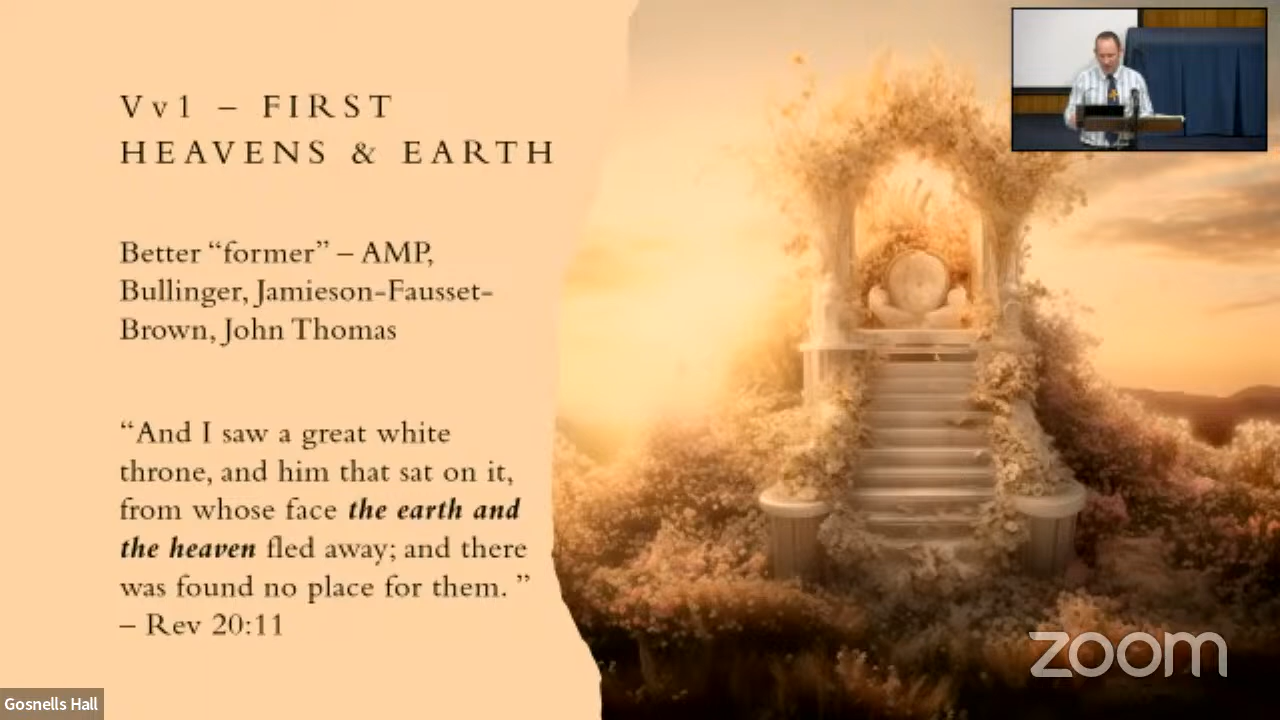 Vv1 – FIRST
HEAVENS & EARTH
Better “former” – AMP,
Bullinger, Jamieson-Fausset-
Brown, John Thomas
“And I saw a great white
throne, and him that sat on it,
from whose face the earth and
the heaven fled away; and there
was found no place for them. ”
– Rev 20:11
zoom
Gosnells Hall